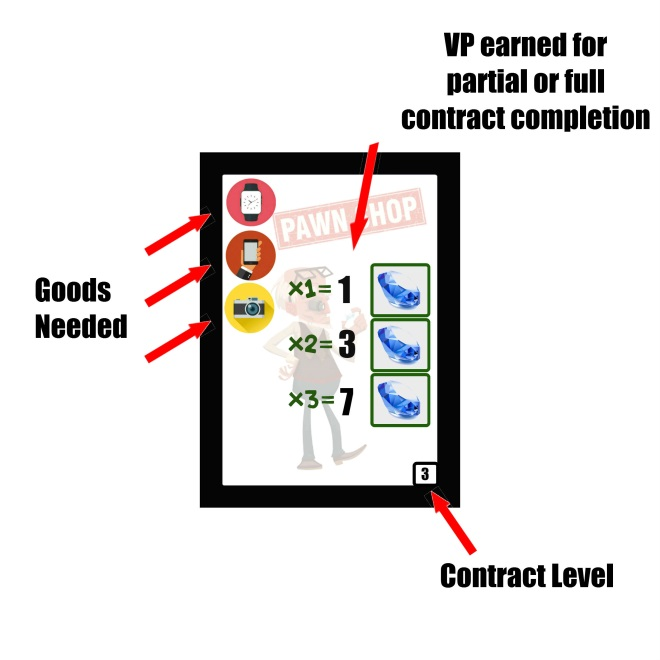 VP earned for
partial or full
contract completion
PAWN SHOP
Goods
Needed
×1= 1
×2= 3
×3= 7
3
Contract Level